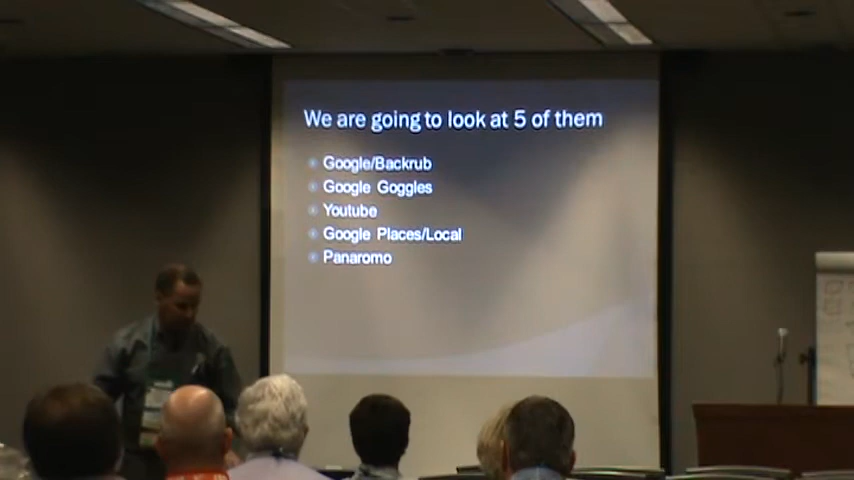 We are going to look at 5 of them
Google/Backrub
Google Goggles
Youtube
Google Places/Local
Panaromo